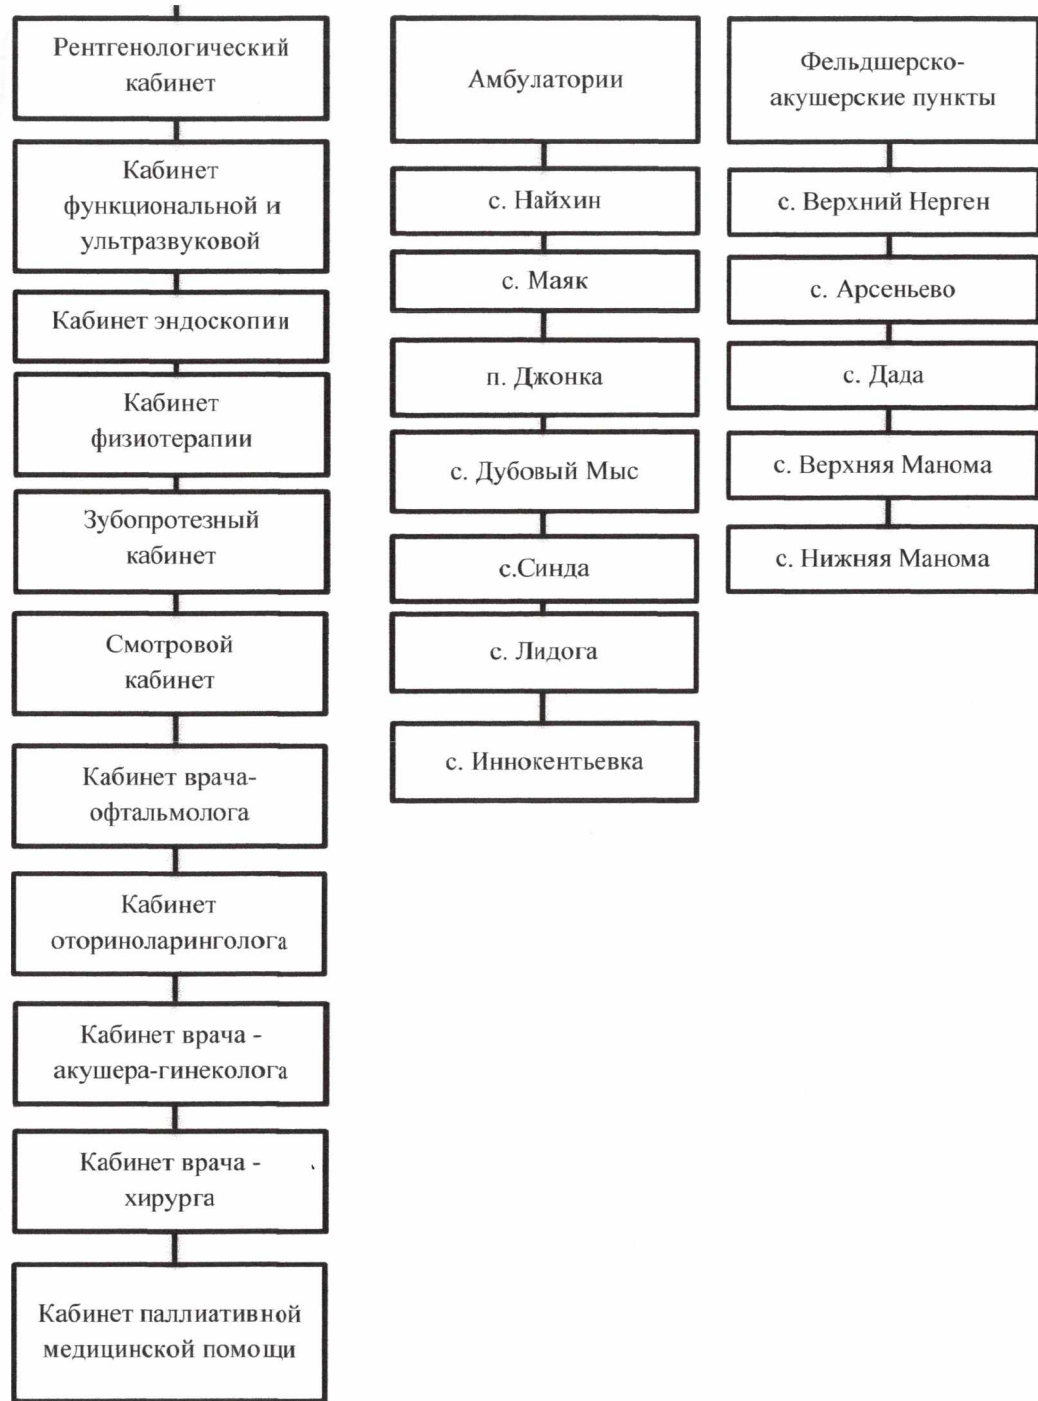 Рентгенологический
кабинет
Кабинет
функциональной и
ультразвуковой
Кабинет эндоскопии
Кабинет
физиотерапии
Зубопротезный
кабинет
Смотровой
кабинет
Кабинет врача-
офтальмолога
Кабинет
оториноларинголога
Кабинет врача -
акушера-гинеколога
Кабинет врача -
хирурга
Кабинет паллиативной
медицинской помощи
Амбулатории
с. Найхин
с. Маяк
п. Джонка
с. Дубовый Мыс
с.Синда
с. Лидога
с. Иннокентьевка
Фельдшерско-
акушерские пункты
с. Верхний Нерген
с. Арсеньево
с. Дада
с. Верхняя Манома
с. Нижняя Манома